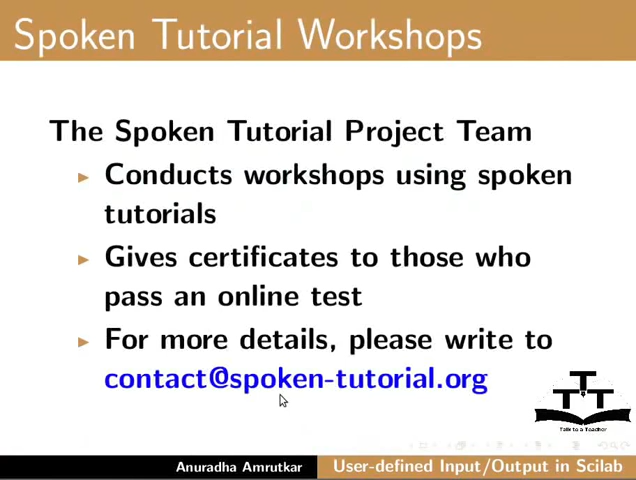 Spoken Tutorial Workshops
The Spoken Tutorial Project Team
Conducts workshops using spoken
tutorials
Gives certificates to those who
pass an online test
For more details, please write to
contact@spoken-tutorial.org
Talk to a Teacher
Anuradha Amrutkar
User-defined Input/Output in Scilab